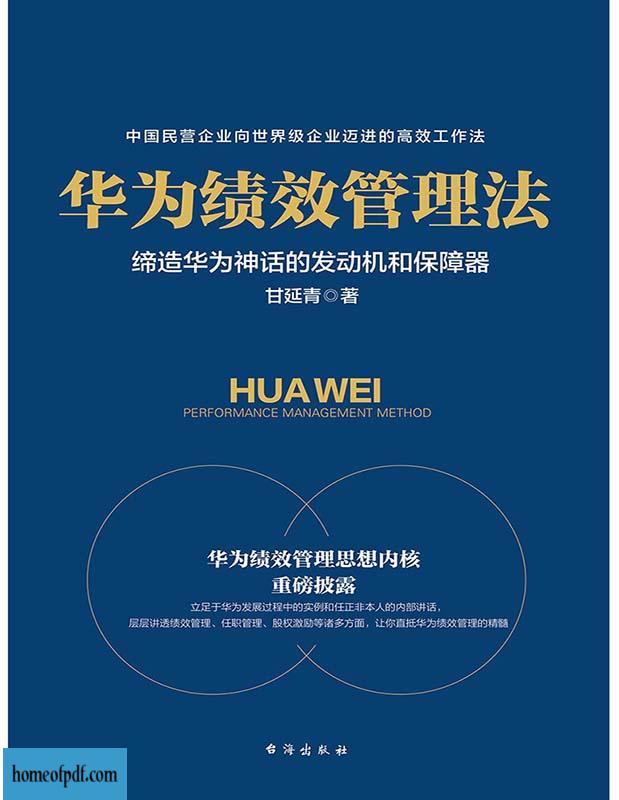 中国民营企业向世界级企业迈进的高效工作法
华为绩效管理法
缔造华为神话的发动机和保障器
甘延青◎著
HUA WEI
PERFORMANCE MANAGEMENT METHOD
华为绩效管理思想内核
重磅披露
立足于华为发展过程中的实例和任正非本人的内部讲话，
层层讲透绩效管理、任职管理、股权激励等诸多方面，让你直抵华为绩效管理的精髓
台海出版社
homeofpdf.com